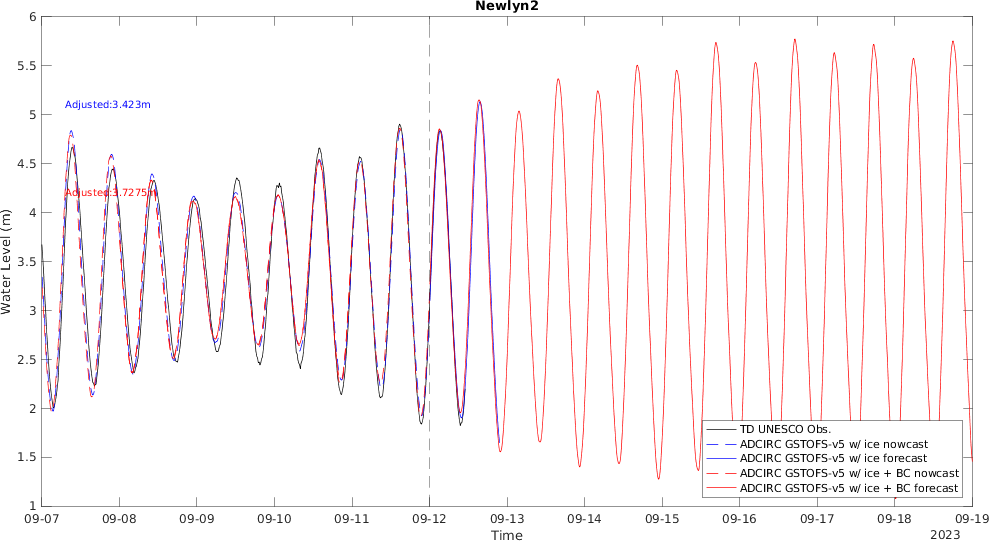 Newlyn2
6
5.5
5
4.5
4
3.5
3
2.5
2
1.5
1
Water Level (m)
Adjusted:3.423m
Adjusted:3.7275m
TD UNESCO Obs.
ADCIRC GSTOFS-v5 w/ ice nowcast
ADCIRC GSTOFS-v5 w/ ice forecast
ADCIRC GSTOFS-v5 w/ ice + BC nowcast
ADCIRC GSTOFS-v5 w/ ice + BC forecast
09-07 09-08 09-09 09-10 09-11 09-12 09-13 09-14 09-15 09-16 09-17 09-18 09-19
Time
2023